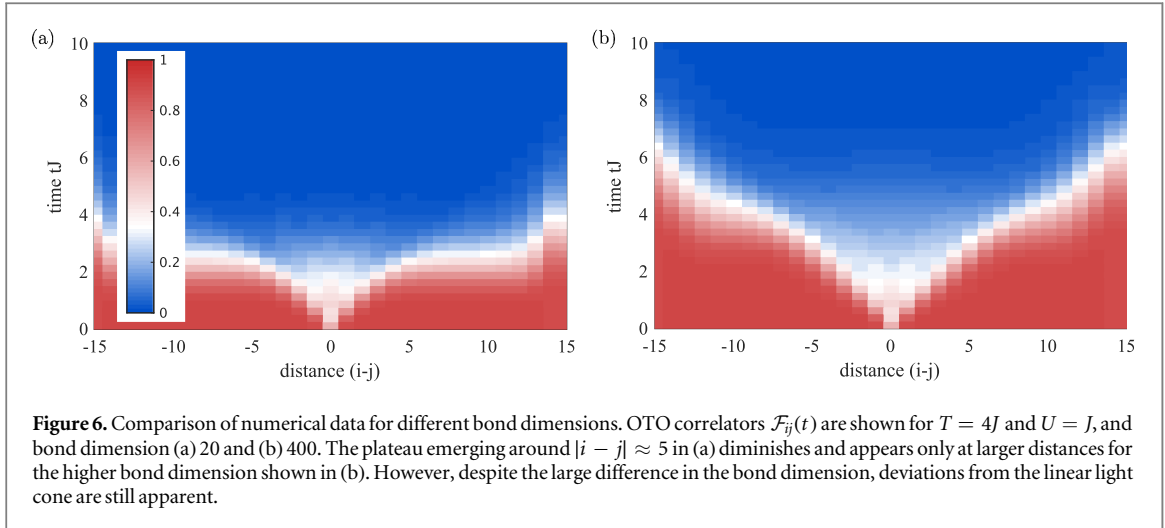 (a)
10
8
6
4
2
0
time tJ
1
0.8
0.6
0.4
0.2
0
-15 -10 -5 0 5 10 15
distance (i-j)
(b)
10
8
6
4
2
0
time tJ
-15 -10 -5 0 5 10 15
distance (i-j)
Figure 6. Comparison of numerical data for different bond dimensions. OTO correlators ℱij(t) are shown for T = 4J and U = J, and
bond dimension (a) 20 and (b) 400. The plateau emerging around |i − j| ≈ 5 in (a) diminishes and appears only at larger distances for
the higher bond dimension shown in (b). However, despite the large difference in the bond dimension, deviations from the linear light
cone are still apparent.